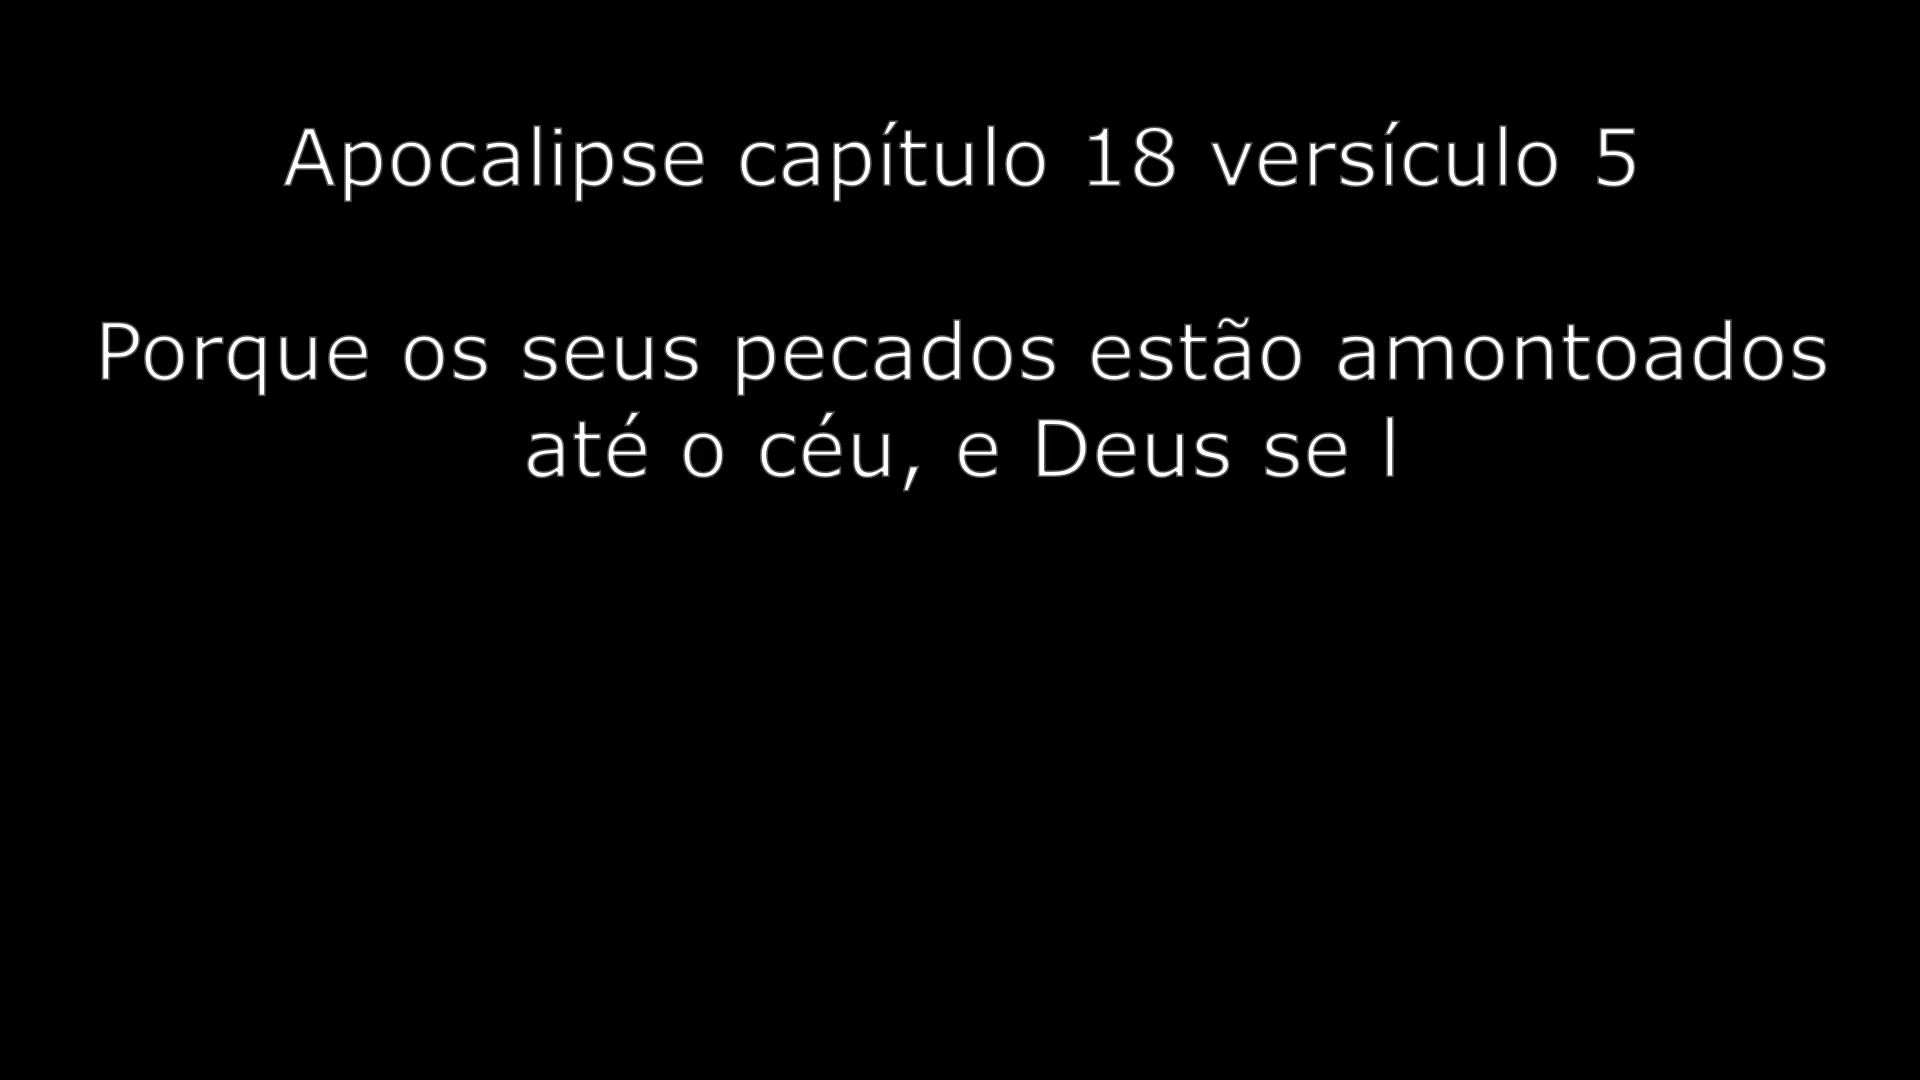 Apocalipse capítulo 18 versículo 5
Porque os seus pecados estão amontoados
até o céu, e Deus se l